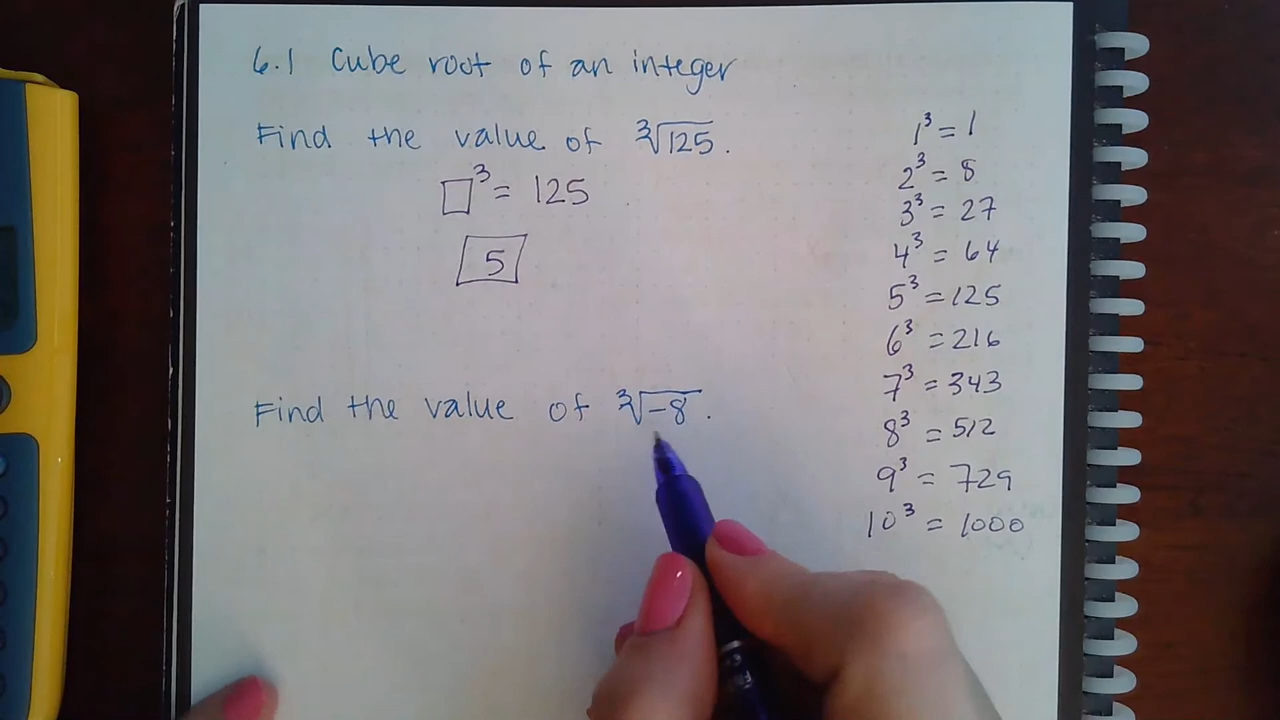 6.1 Cube root of an integer
Find the value of ∛125.
□³ = 125
5
Find the value of ∛-8.
1³ = 1
2³ = 8
3³ = 27
4³ = 64
5³ = 125
6³ = 216
7³ = 343
8³ = 512
9³ = 729
10³ = 1000